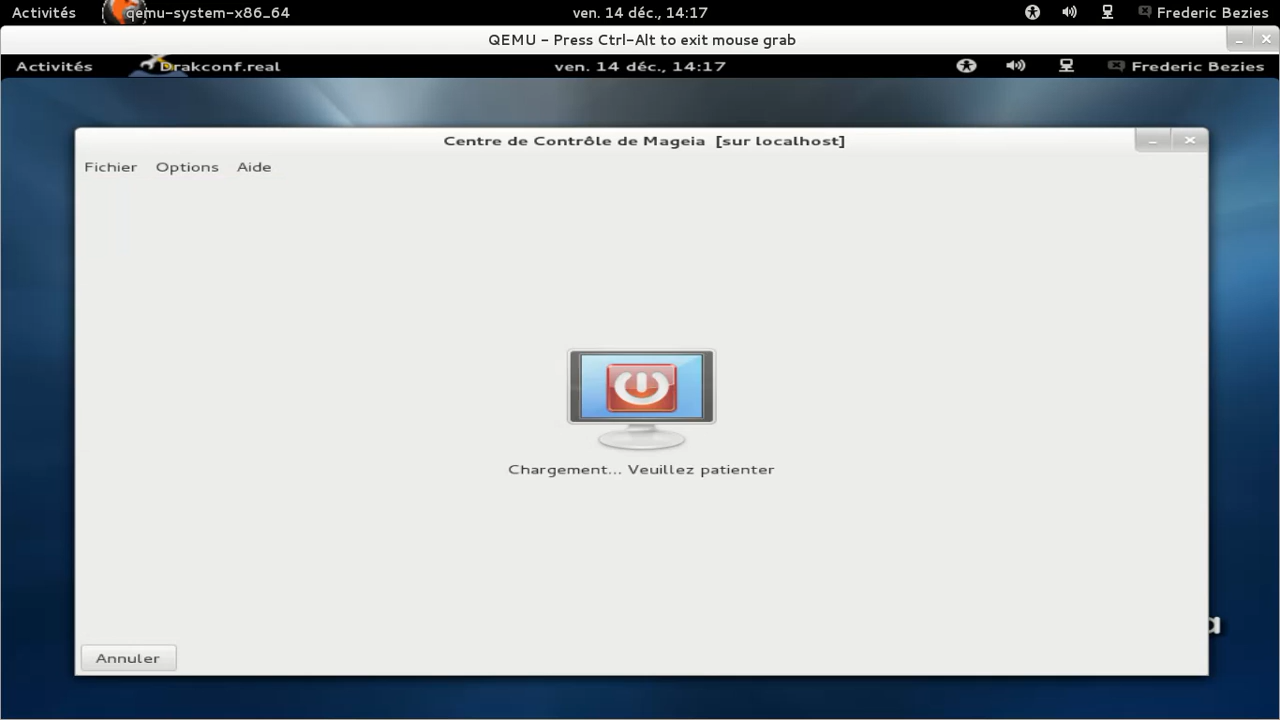 Activités qemu-system-x86_64 ven. 14 déc., 14:17 Frederic Bezies
QEMU - Press Ctrl-Alt to exit mouse grab
Activités Drakconf.real ven. 14 déc., 14:17 Frederic Bezies
Centre de Contrôle de Mageia [sur localhost]
Fichier Options Aide
Chargement... Veuillez patienter
a
Annuler